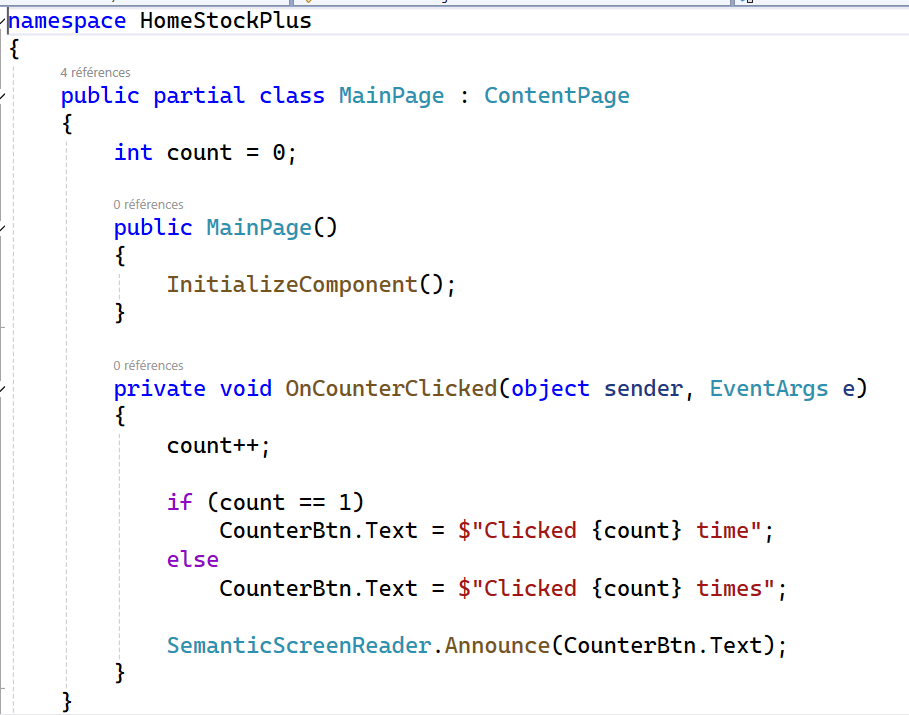 namespace HomeStockPlus
{
4 références
public partial class MainPage : ContentPage
{
int count = 0;
0 références
public MainPage()
{
InitializeComponent();
}
0 références
private void OnCounterClicked(object sender, EventArgs e)
{
count++;
if (count == 1)
CounterBtn.Text = $"Clicked {count} time";
else
CounterBtn.Text = $"Clicked {count} times";
SemanticScreenReader.Announce(CounterBtn.Text);
}
}